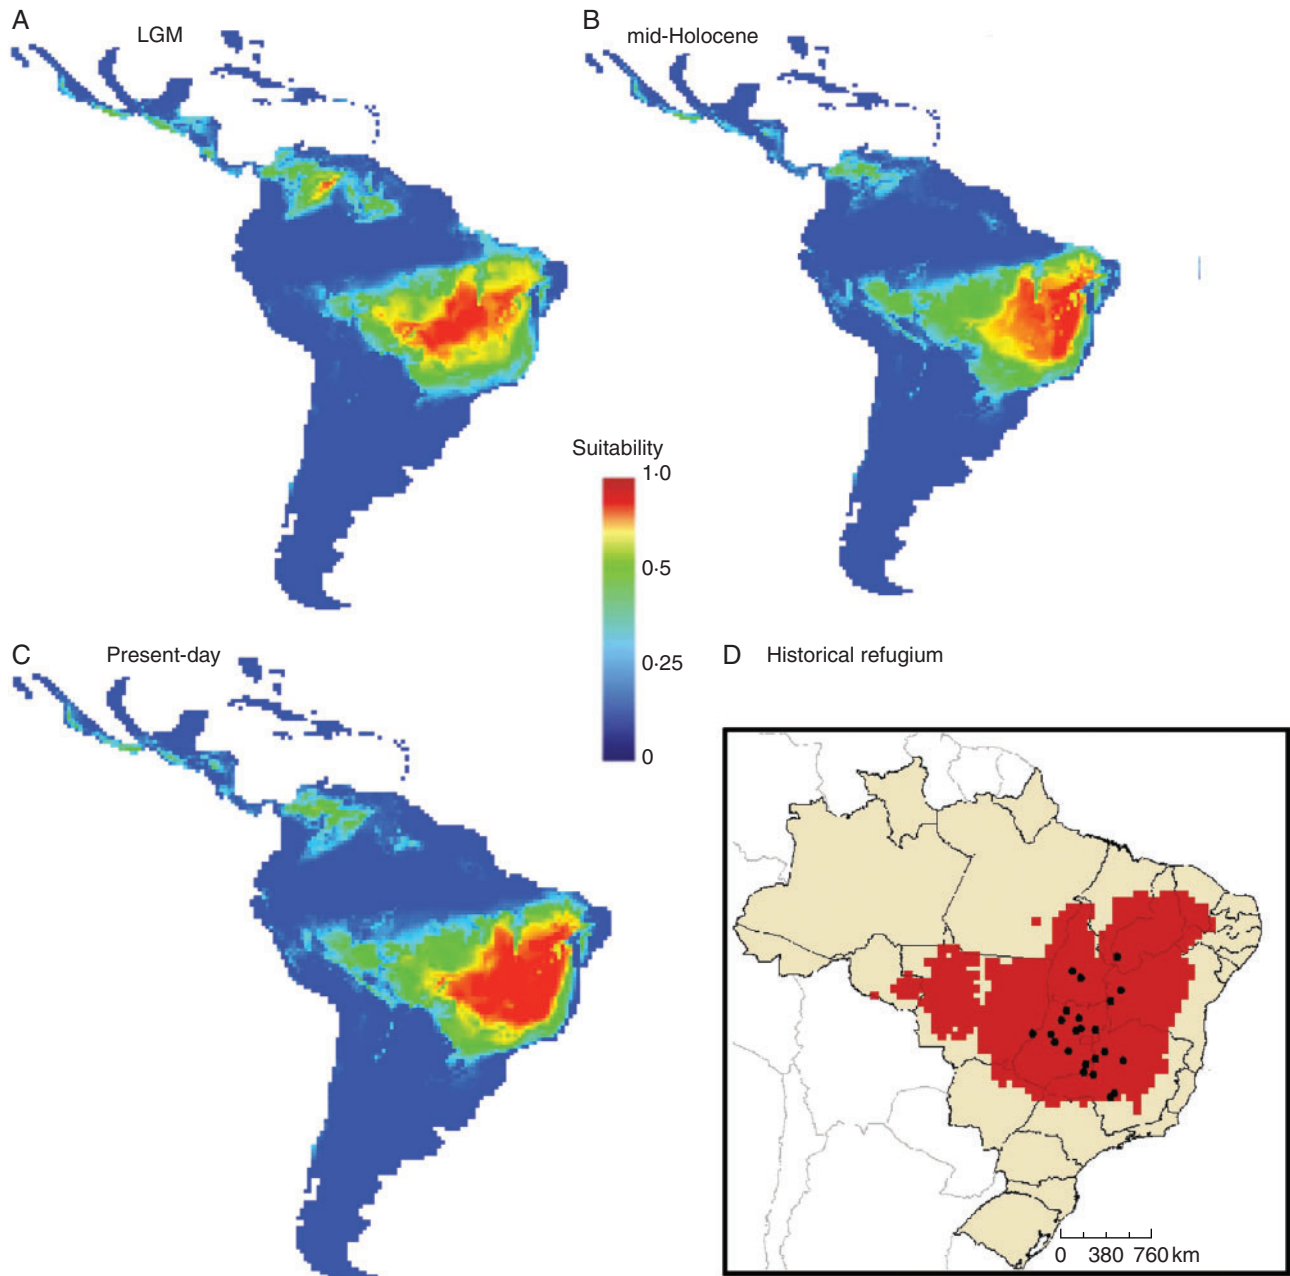 A LGM
B mid-Holocene
Suitability
1·0
0·5
0·25
0
C Present-day
D Historical refugium
0 380 760 km